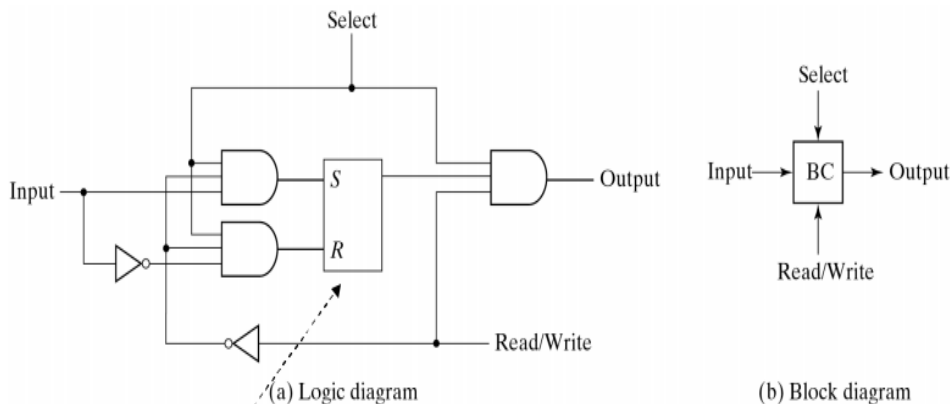 Select
Input
S
R
Output
Read/Write
(a) Logic diagram
Select
Input
BC
Output
Read/Write
(b) Block diagram